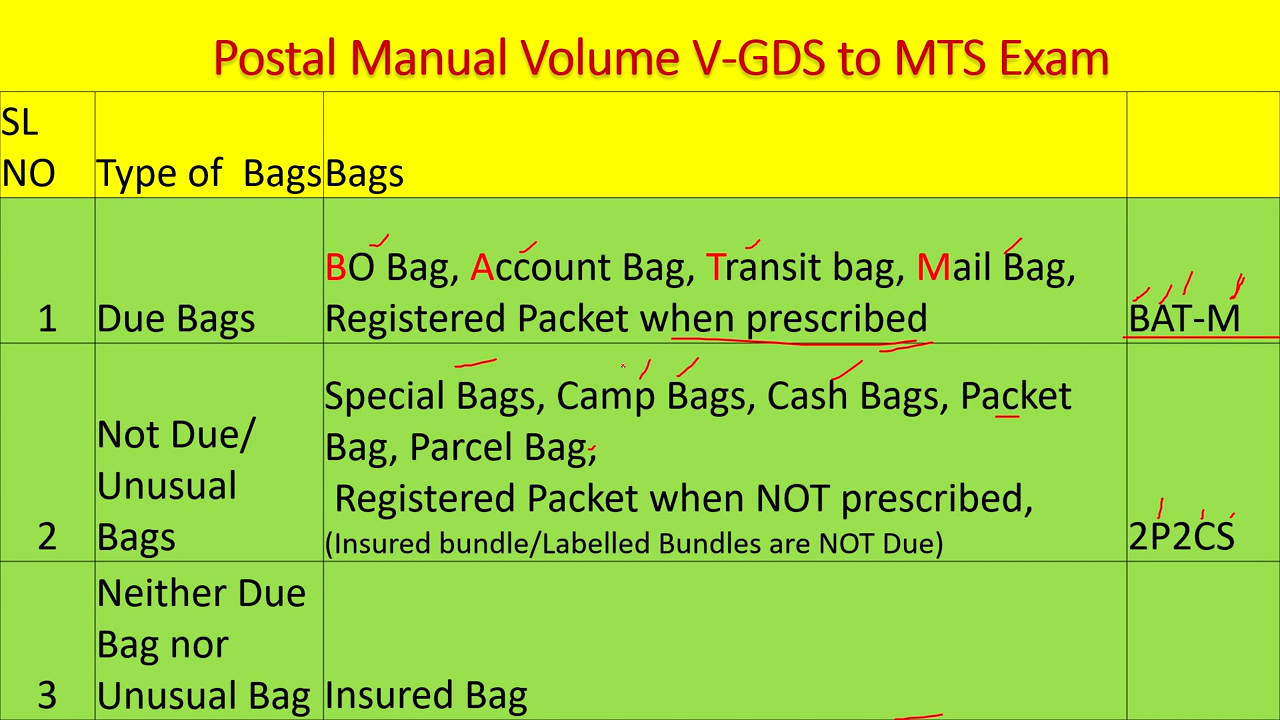 Postal Manual Volume V-GDS to MTS Exam
SL
NO
Type of Bags
Bags
1
Due Bags
BO Bag, Account Bag, Transit bag, Mail Bag,
Registered Packet when prescribed
BAT-M
2
Not Due/
Unusual
Bags
Special Bags, Camp Bags, Cash Bags, Packet
Bag, Parcel Bag,
Registered Packet when NOT prescribed,
(Insured bundle/Labelled Bundles are NOT Due)
2P2CS
3
Neither Due
Bag nor
Unusual Bag
Insured Bag